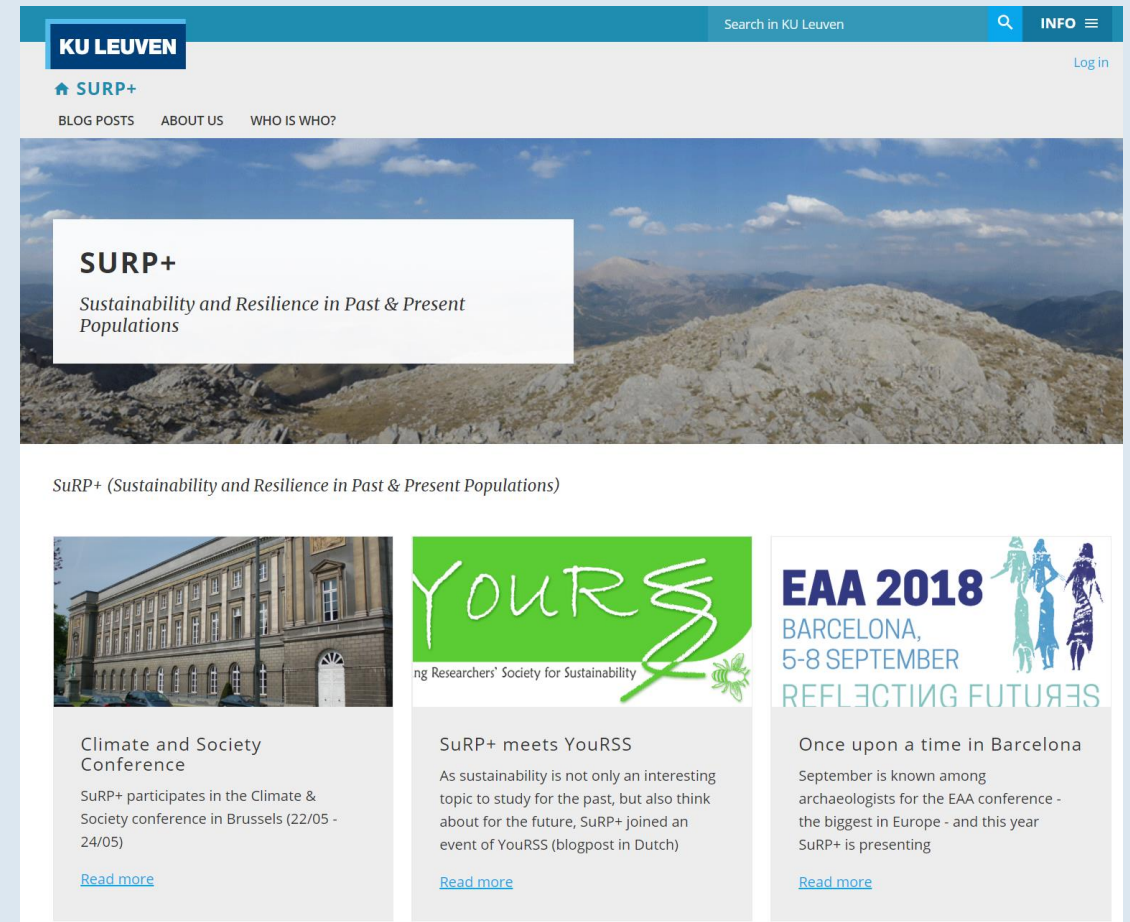 Search in KU Leuven
INFO
KU LEUVEN
Log in
SURP+
BLOG POSTS ABOUT US WHO IS WHO?
SURP+
Sustainability and Resilience in Past & Present
Populations
SuRP+ (Sustainability and Resilience in Past & Present Populations)
YOURSS
ng Researchers' Society for Sustainability
EAA 2018
BARCELONA,
5-8 SEPTEMBER
REFLECTING FUTURES
Climate and Society
Conference
SuRP+ participates in the Climate &
Society conference in Brussels (22/05 -
24/05)
Read more
SuRP+ meets YouRSS
As sustainability is not only an interesting
topic to study for the past, but also think
about for the future, SuRP+ joined an
event of YouRSS (blogpost in Dutch)
Read more
Once upon a time in Barcelona
September is known among
archaeologists for the EAA conference -
the biggest in Europe - and this year
SuRP+ is presenting
Read more